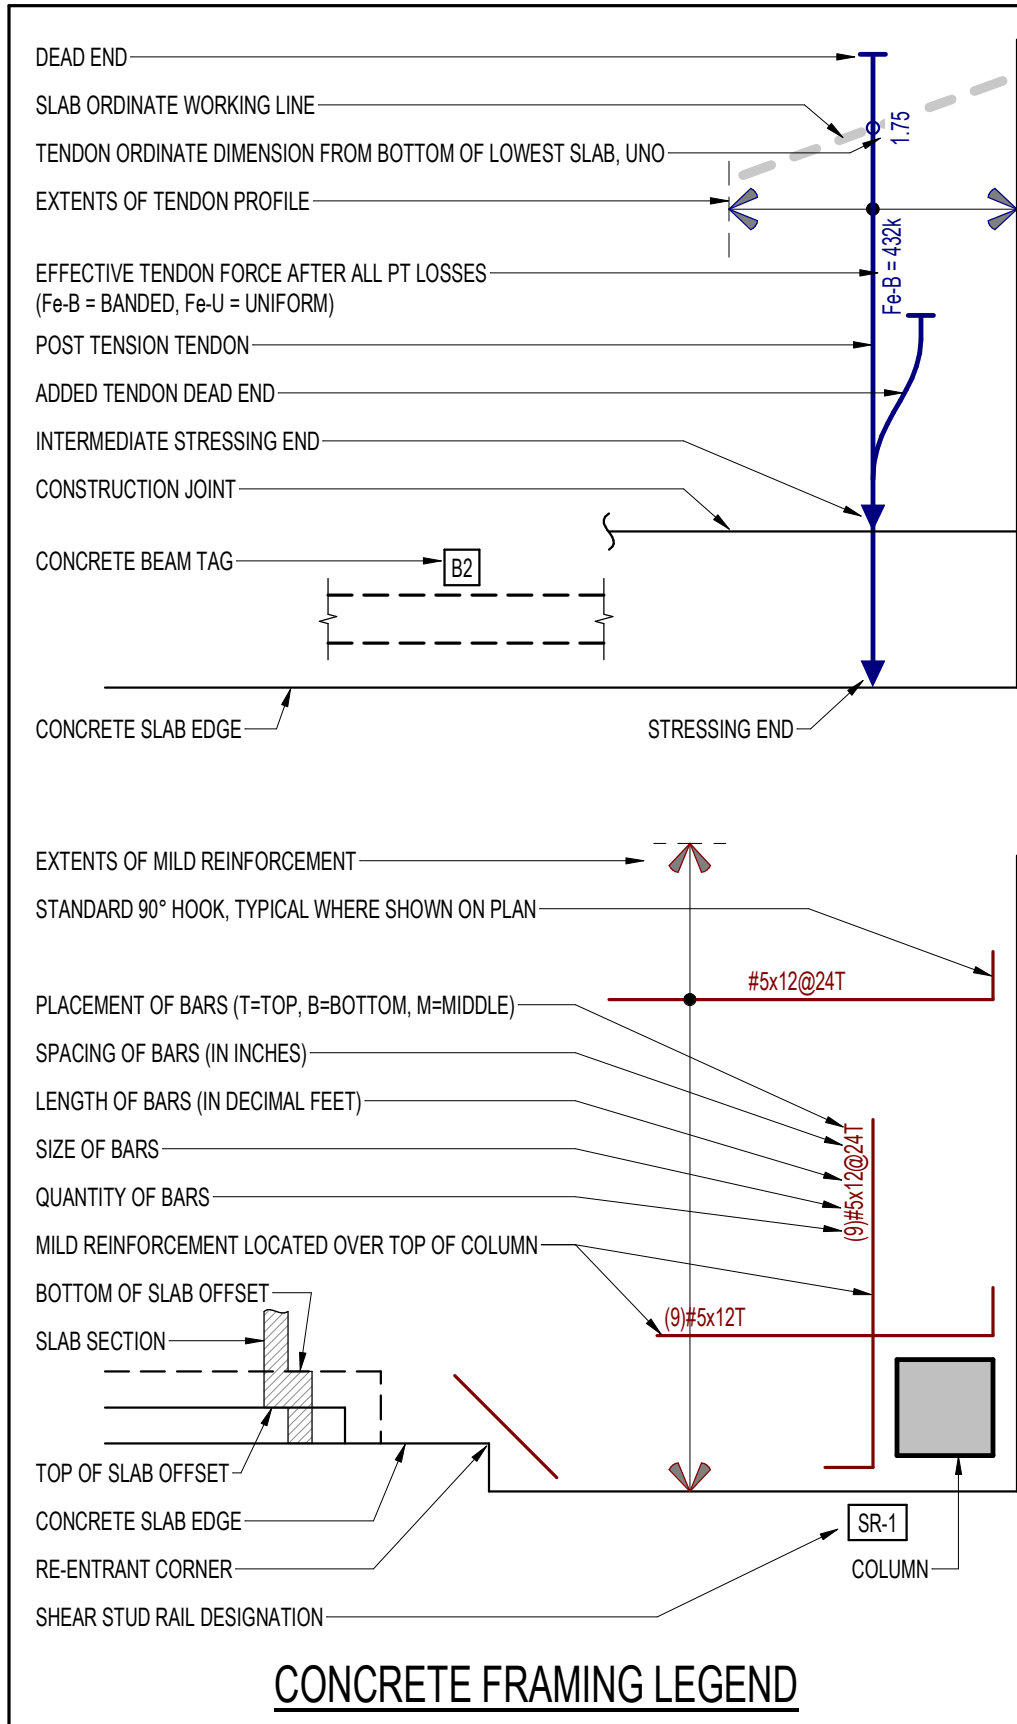 DEAD END
SLAB ORDINATE WORKING LINE
TENDON ORDINATE DIMENSION FROM BOTTOM OF LOWEST SLAB, UNO
1.75
EXTENTS OF TENDON PROFILE
EFFECTIVE TENDON FORCE AFTER ALL PT LOSSES
(Fe-B = BANDED, Fe-U = UNIFORM)
Fe-B = 432k
POST TENSION TENDON
ADDED TENDON DEAD END
INTERMEDIATE STRESSING END
CONSTRUCTION JOINT
CONCRETE BEAM TAG
B2
CONCRETE SLAB EDGE
STRESSING END
EXTENTS OF MILD REINFORCEMENT
STANDARD 90° HOOK, TYPICAL WHERE SHOWN ON PLAN
#5x12@24T
PLACEMENT OF BARS (T=TOP, B=BOTTOM, M=MIDDLE)
SPACING OF BARS (IN INCHES)
LENGTH OF BARS (IN DECIMAL FEET)
SIZE OF BARS
QUANTITY OF BARS
(9)#5x12@24T
MILD REINFORCEMENT LOCATED OVER TOP OF COLUMN
BOTTOM OF SLAB OFFSET
(9)#5x12T
SLAB SECTION
TOP OF SLAB OFFSET
CONCRETE SLAB EDGE
SR-1
RE-ENTRANT CORNER
COLUMN
SHEAR STUD RAIL DESIGNATION
CONCRETE FRAMING LEGEND